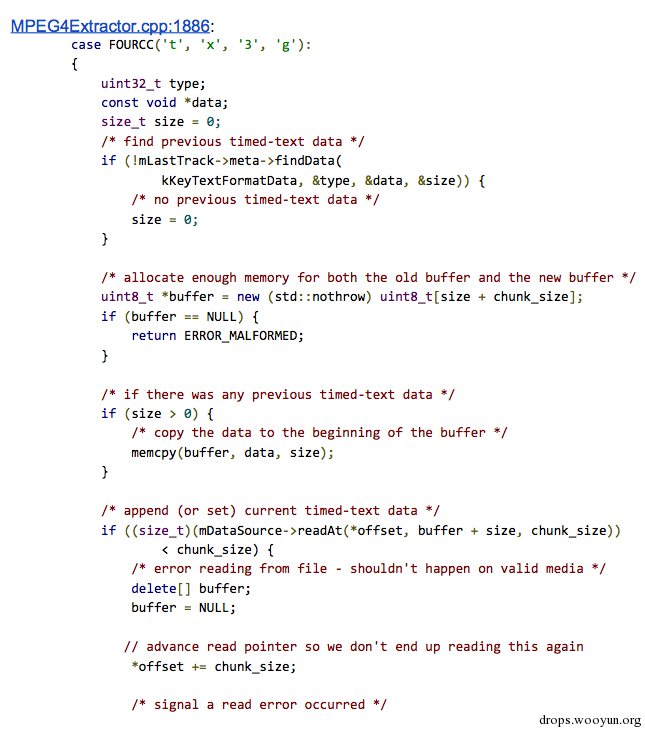 MPEG4Extractor.cpp:1886:
case FOURCC('t', 'x', '3', 'g'):
{
uint32_t type;
const void *data;
size_t size = 0;
/* find previous timed-text data */
if (!mLastTrack->meta->findData(
kKeyTextFormatData, &type, &data, &size)) {
/* no previous timed-text data */
size = 0;
}
/* allocate enough memory for both the old buffer and the new buffer */
uint8_t *buffer = new (std::nothrow) uint8_t[size + chunk_size];
if (buffer == NULL) {
return ERROR_MALFORMED;
}
/* if there was any previous timed-text data */
if (size > 0) {
/* copy the data to the beginning of the buffer */
memcpy(buffer, data, size);
}
/* append (or set) current timed-text data */
if ((size_t)(mDataSource->readAt(*offset, buffer + size, chunk_size))
< chunk_size) {
/* error reading from file - shouldn't happen on valid media */
delete[] buffer;
buffer = NULL;
// advance read pointer so we don't end up reading this again
*offset += chunk_size;
/* signal a read error occurred */
drops.wooyun.org